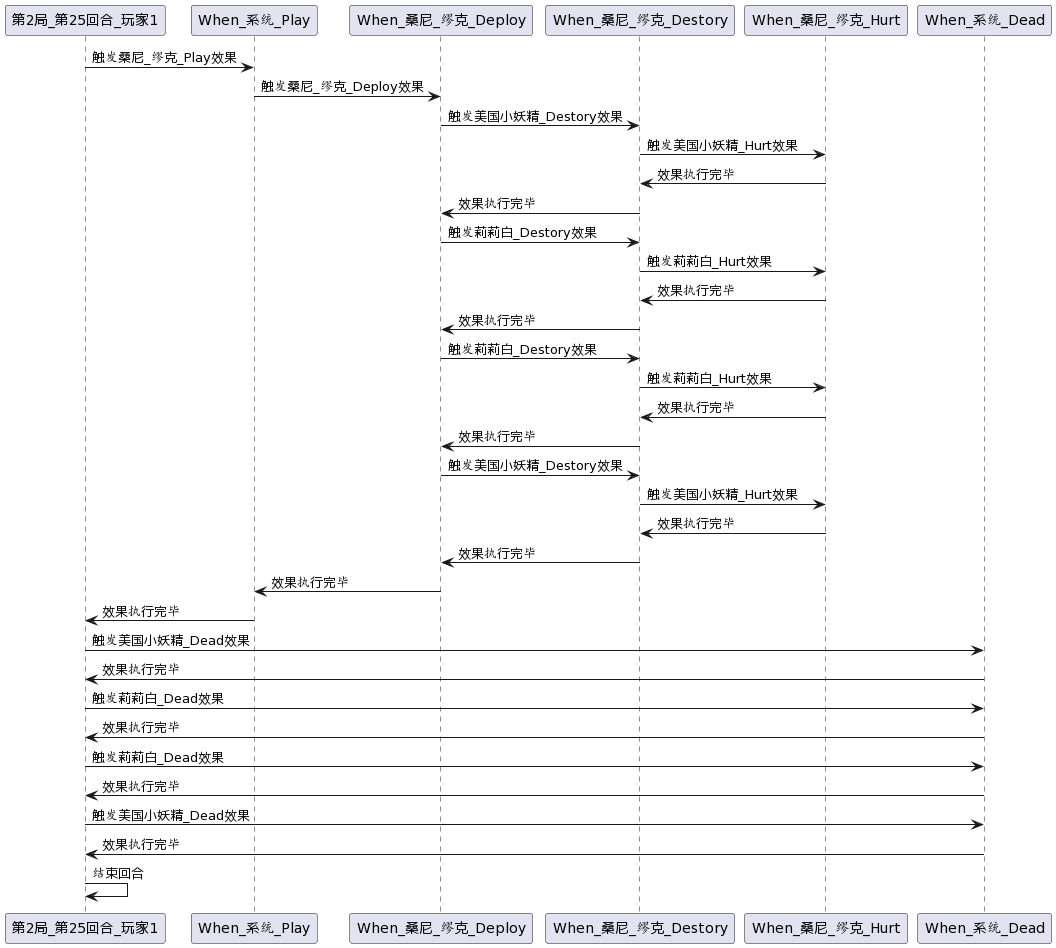 第2局_第25回合_玩家1 When_系统_Play When_桑尼_缪克_Deploy When_桑尼_缪克_Destory When_桑尼_缪克_Hurt When_系统_Dead
触发桑尼_缪克_Play效果
触发桑尼_缪克_Deploy效果
触发美国小妖精_Destory效果
触发美国小妖精_Hurt效果
效果执行完毕
效果执行完毕
触发莉莉白_Destory效果
触发莉莉白_Hurt效果
效果执行完毕
效果执行完毕
触发莉莉白_Destory效果
触发莉莉白_Hurt效果
效果执行完毕
效果执行完毕
触发美国小妖精_Destory效果
触发美国小妖精_Hurt效果
效果执行完毕
效果执行完毕
效果执行完毕
效果执行完毕
触发美国小妖精_Dead效果
效果执行完毕
触发莉莉白_Dead效果
效果执行完毕
触发莉莉白_Dead效果
效果执行完毕
触发美国小妖精_Dead效果
效果执行完毕
结束回合
第2局_第25回合_玩家1 When_系统_Play When_桑尼_缪克_Deploy When_桑尼_缪克_Destory When_桑尼_缪克_Hurt When_系统_Dead